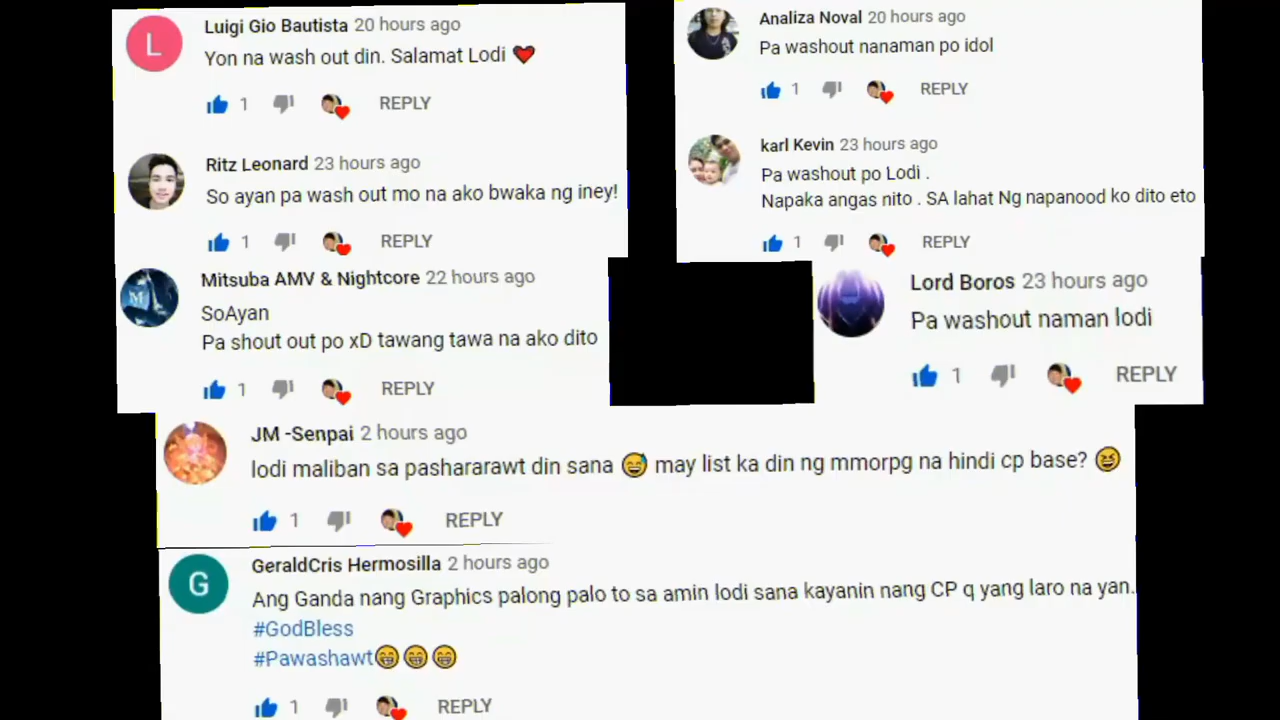 L
Luigi Gio Bautista 20 hours ago
Yon na wash out din. Salamat Lodi ❤️
1 REPLY
Ritz Leonard 23 hours ago
So ayan pa wash out mo na ako bwaka ng iney!
1 REPLY
M
Mitsuba AMV & Nightcore 22 hours ago
SoAyan
Pa shout out po xD tawang tawa na ako dito
1 REPLY
Analiza Noval 20 hours ago
Pa washout nanaman po idol
1 REPLY
karl Kevin 23 hours ago
Pa washout po Lodi .
Napaka angas nito . SA lahat Ng napanood ko dito eto
1 REPLY
Lord Boros 23 hours ago
Pa washout naman lodi
1 REPLY
JM -Senpai 2 hours ago
lodi maliban sa pashararawt din sana 😅 may list ka din ng mmorpg na hindi cp base? 😆
1 REPLY
G
GeraldCris Hermosilla 2 hours ago
Ang Ganda nang Graphics palong palo to sa amin lodi sana kayanin nang CP q yang laro na yan.
#GodBless
#Pawashawt😁😁😁
1 REPLY